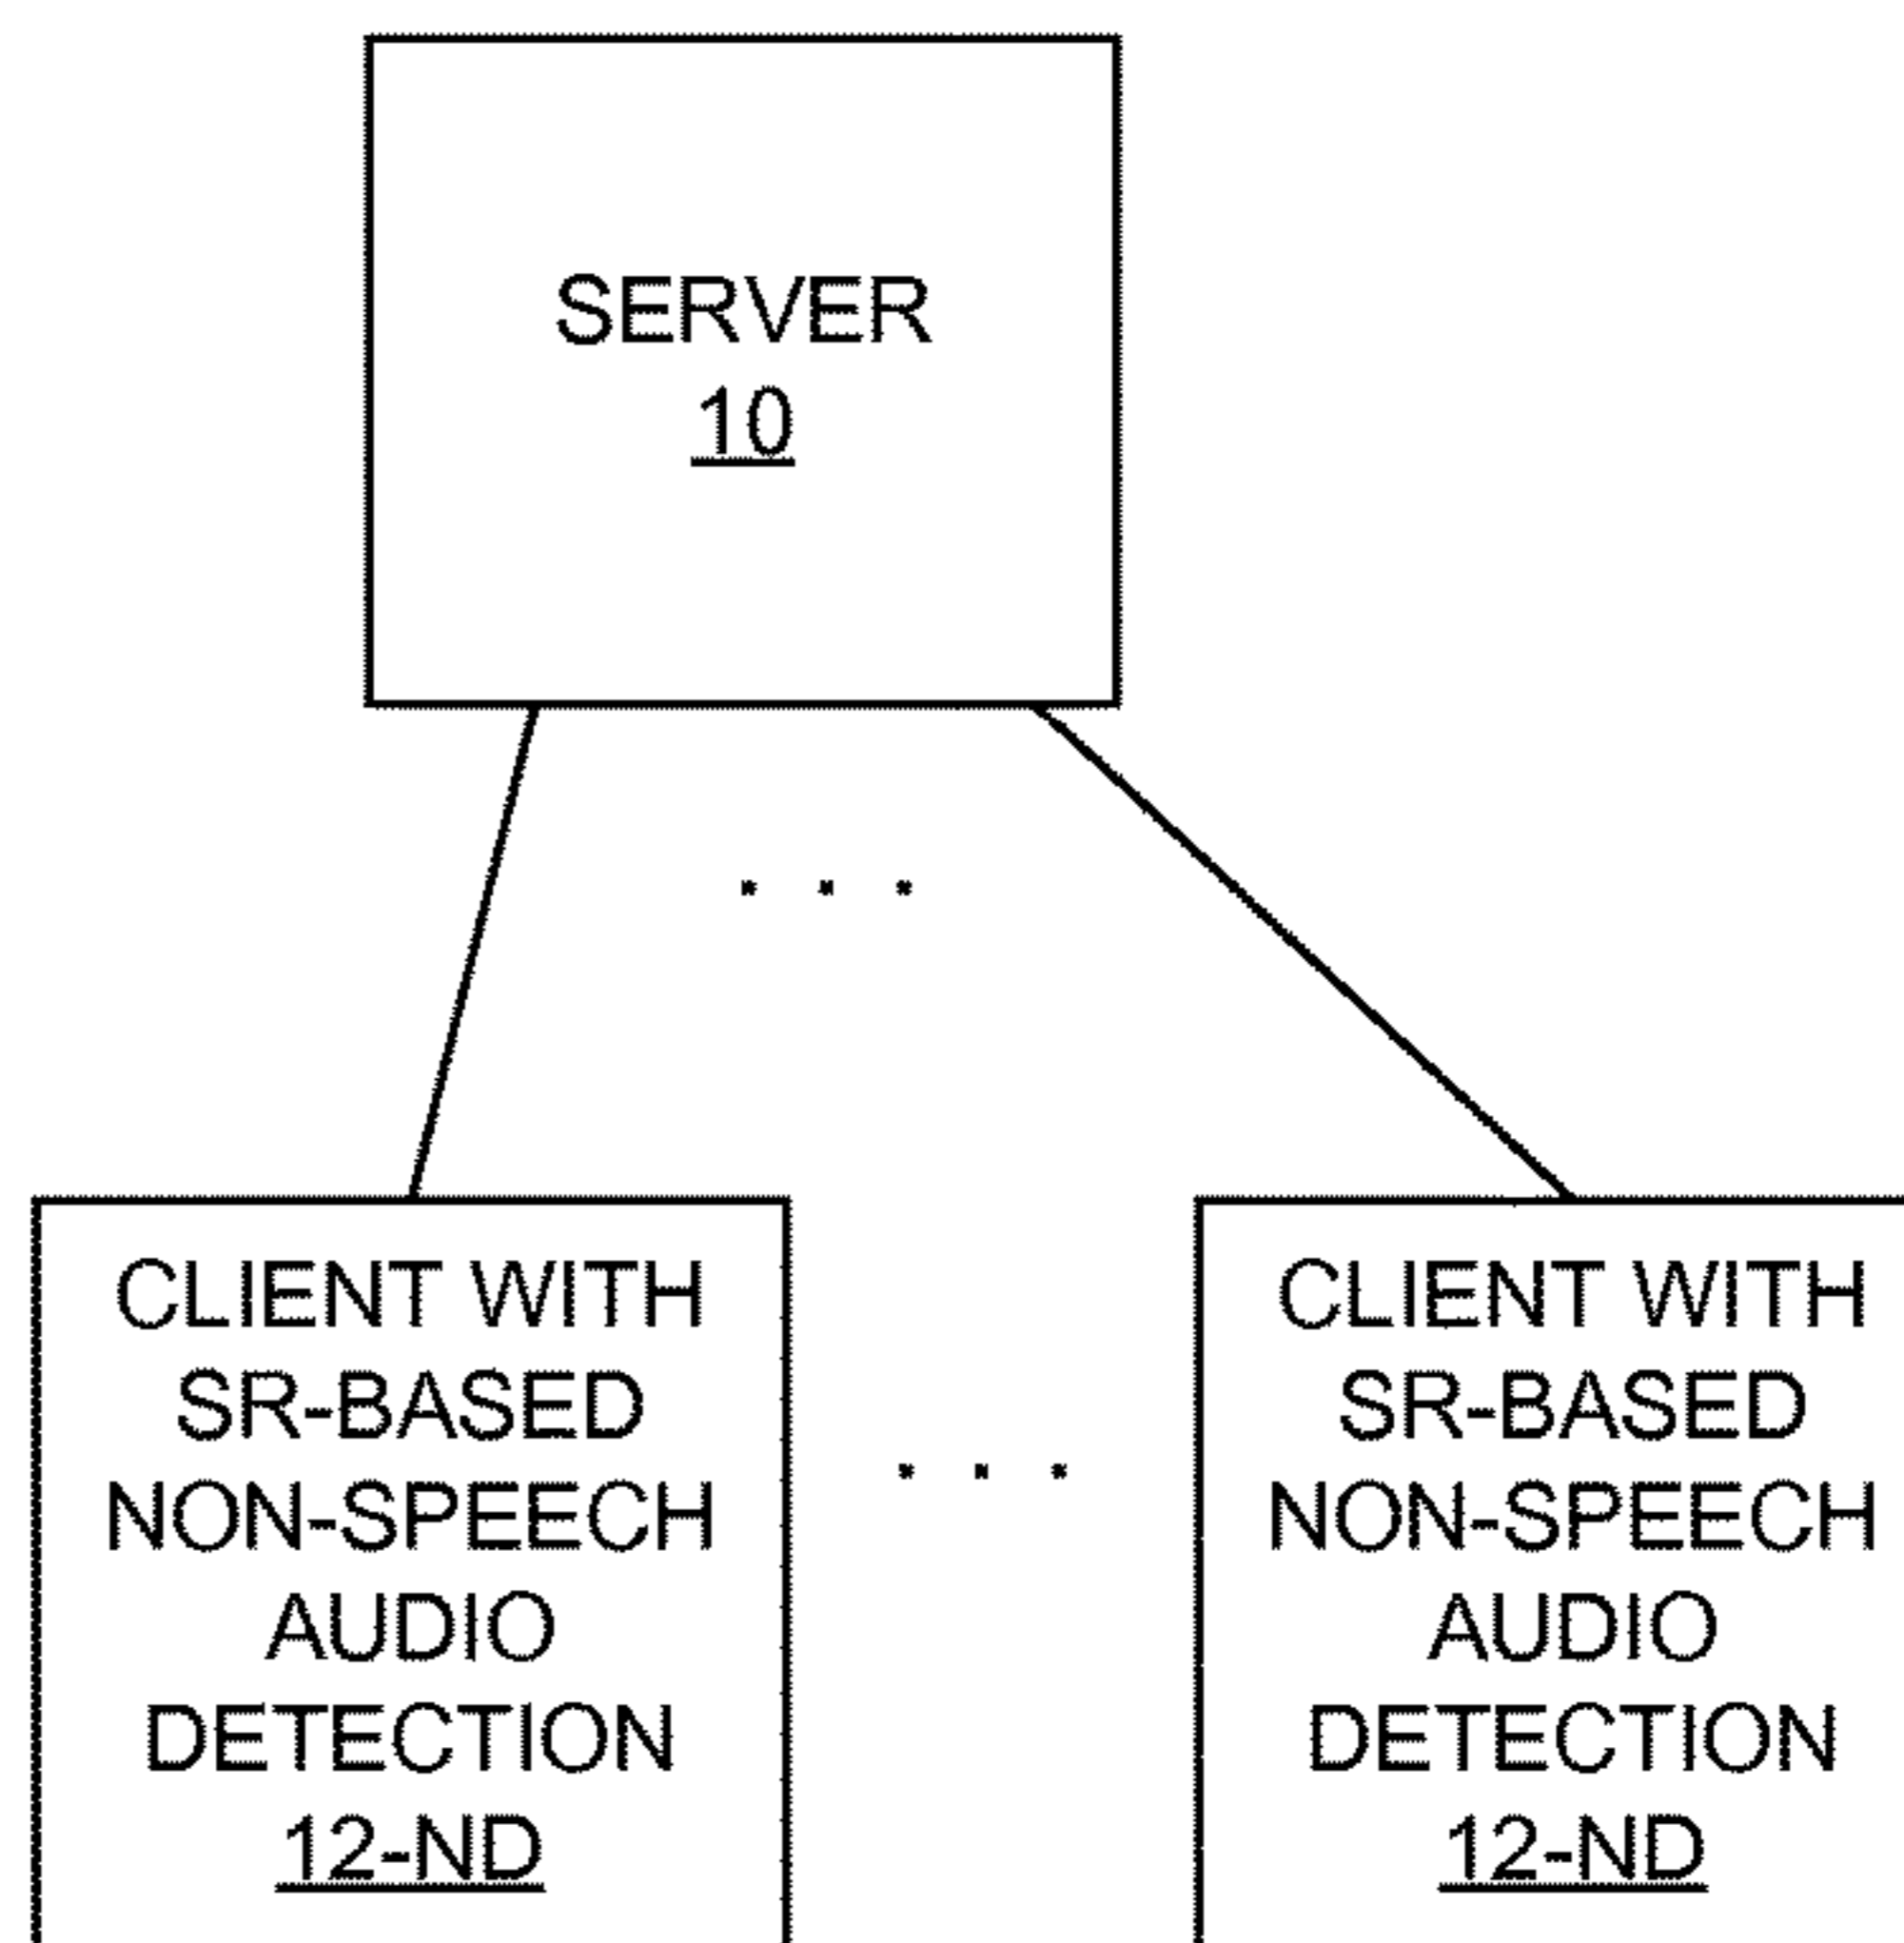 SERVER
10
. . .
CLIENT WITH
SR-BASED
NON-SPEECH
AUDIO
DETECTION
12-ND
. . .
CLIENT WITH
SR-BASED
NON-SPEECH
AUDIO
DETECTION
12-ND